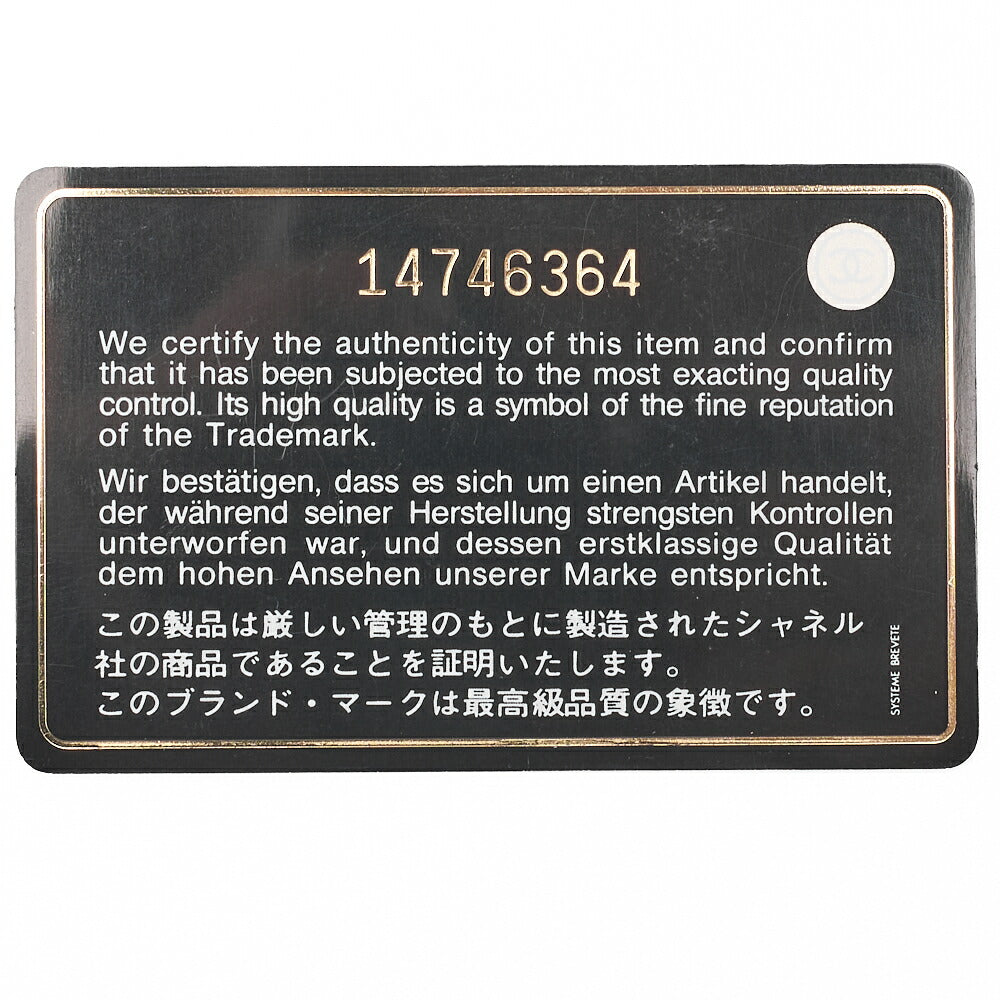 14746364
We certify the authenticity of this item and confirm
that it has been subjected to the most exacting quality
control. Its high quality is a symbol of the fine reputation
of the Trademark.
Wir bestätigen, dass es sich um einen Artikel handelt,
der während seiner Herstellung strengsten Kontrollen
unterworfen war, und dessen erstklassige Qualität
dem hohen Ansehen unserer Marke entspricht.
この製品は厳しい管理のもとに製造されたシャネル
社の商品であることを証明いたします。
このブランド・マークは最高級品質の象徴です。
SYSTEME BREVETE